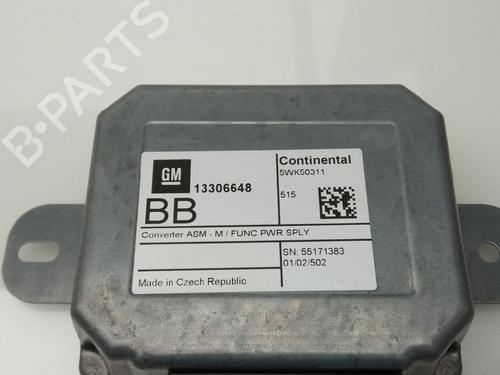 B-PARTS
GM
13306648
BB
Continental
5WK50311
515
Converter ASM - M / FUNC PWR SPLY
SN: 55171383
01/02/502
Made in Czech Republic